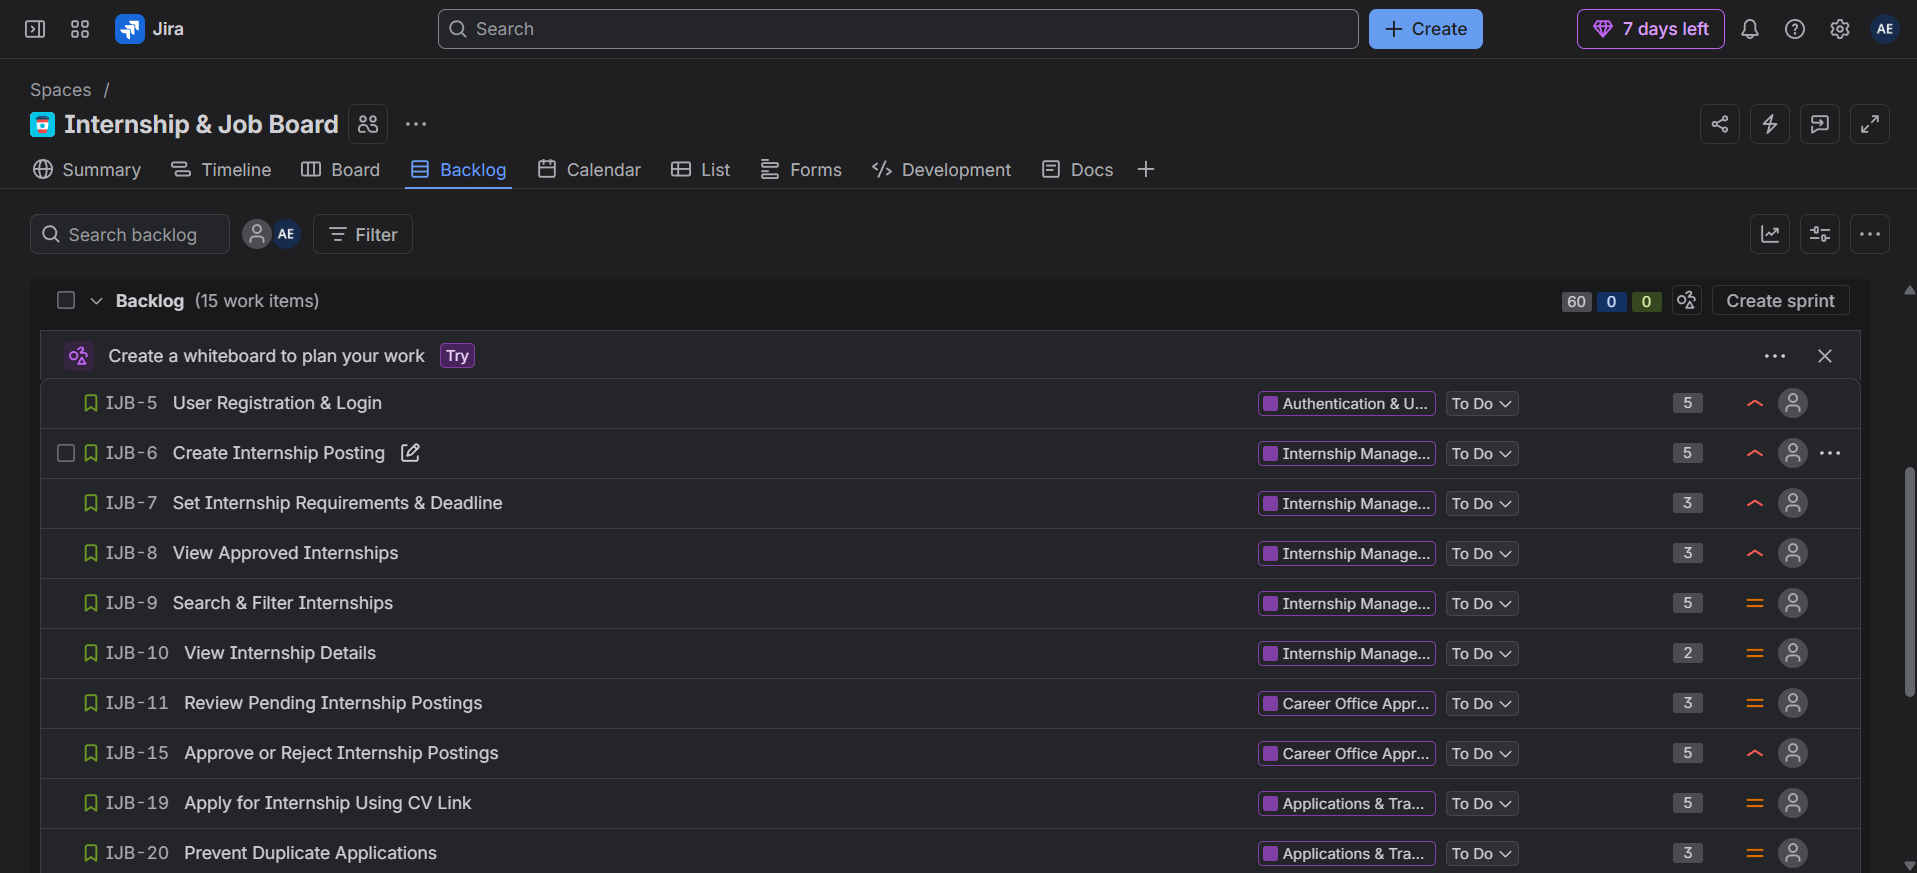 Jira
Search
Create
7 days left
AE
Spaces /
Internship & Job Board
Summary
Timeline
Board
Backlog
Calendar
List
Forms
Development
Docs
Search backlog
AE
Filter
Backlog (15 work items)
60 0 0
Create sprint
Create a whiteboard to plan your work Try
IJB-5 User Registration & Login Authentication & U... To Do 5
IJB-6 Create Internship Posting Internship Manage... To Do 5
IJB-7 Set Internship Requirements & Deadline Internship Manage... To Do 3
IJB-8 View Approved Internships Internship Manage... To Do 3
IJB-9 Search & Filter Internships Internship Manage... To Do 5
IJB-10 View Internship Details Internship Manage... To Do 2
IJB-11 Review Pending Internship Postings Career Office Appr... To Do 3
IJB-15 Approve or Reject Internship Postings Career Office Appr... To Do 5
IJB-19 Apply for Internship Using CV Link Applications & Tra... To Do 5
IJB-20 Prevent Duplicate Applications Applications & Tra... To Do 3